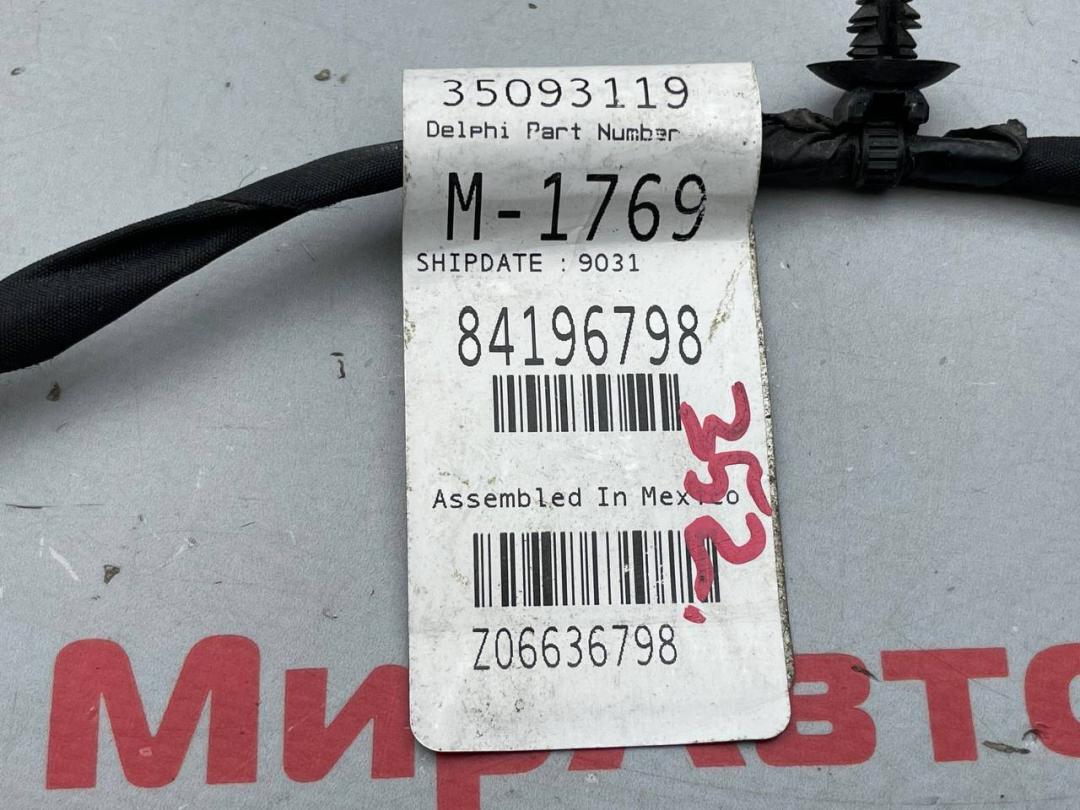 35093119
Delphi Part Number
M-1769
SHIPDATE : 9031
84196798
352.
Assembled In Mexico
Z06636798
МирАвто